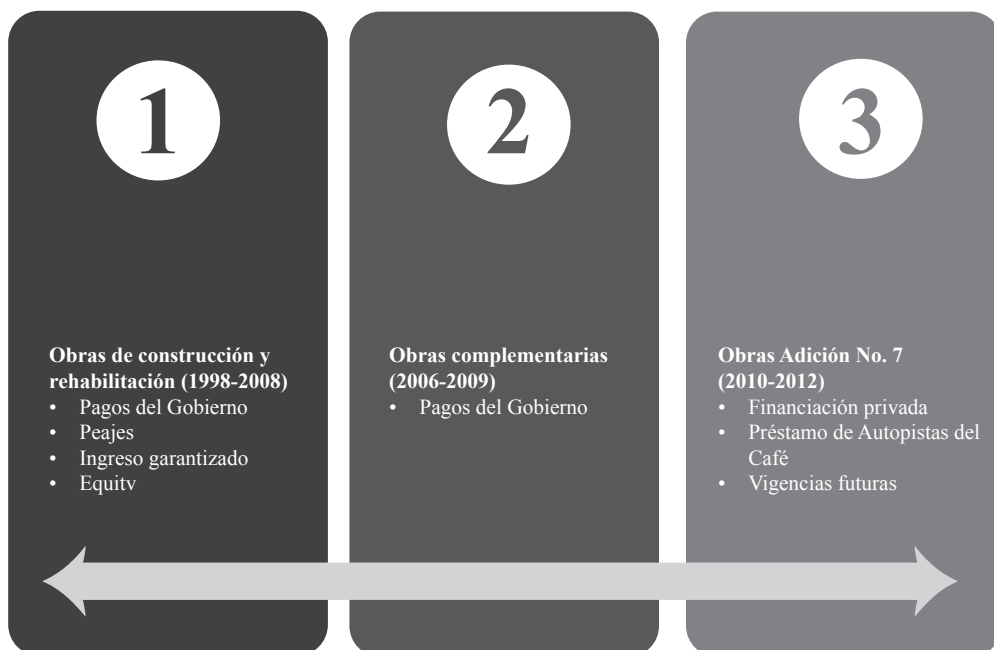 1
Obras de construcción y
rehabilitación (1998-2008)
• Pagos del Gobierno
• Peajes
• Ingreso garantizado
• Equitv
2
Obras complementarias
(2006-2009)
• Pagos del Gobierno
3
Obras Adición No. 7
(2010-2012)
• Financiación privada
• Préstamo de Autopistas del
Café
• Vigencias futuras